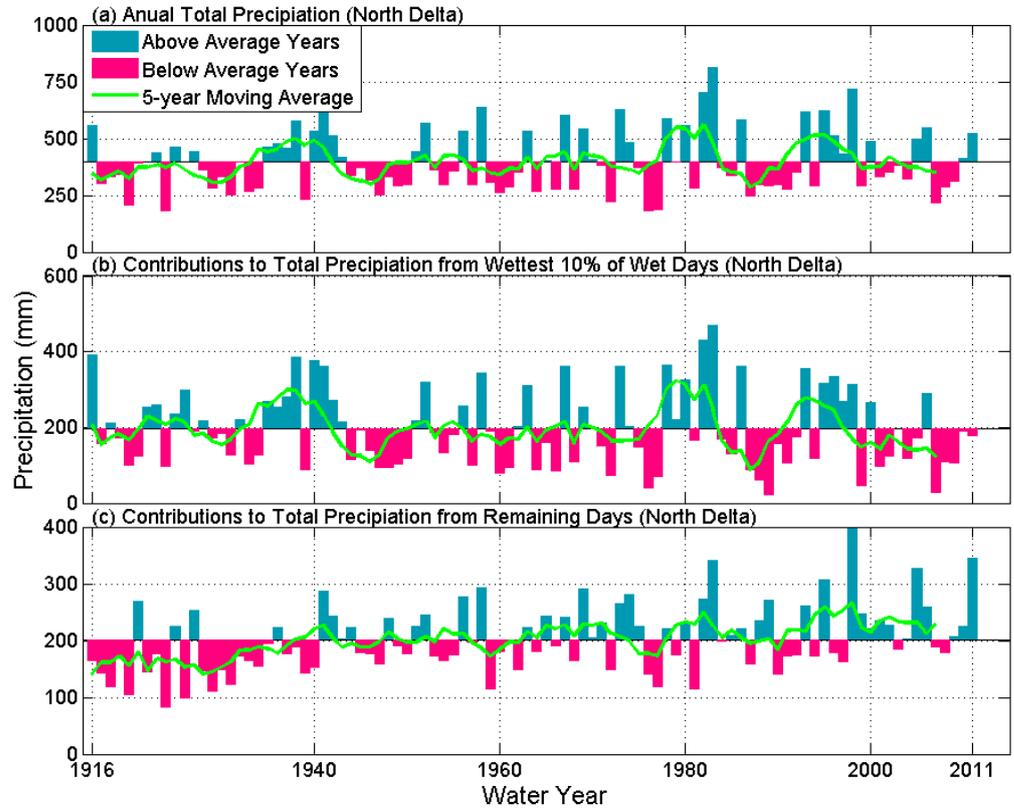 (a) Anual Total Precipiation (North Delta)
1000
750
500
250
0
Above Average Years
Below Average Years
5-year Moving Average
(b) Contributions to Total Precipiation from Wettest 10% of Wet Days (North Delta)
600
400
200
0
Precipitation (mm)
(c) Contributions to Total Precipiation from Remaining Days (North Delta)
400
300
200
100
0
1916 1940 1960 1980 2000 2011
Water Year